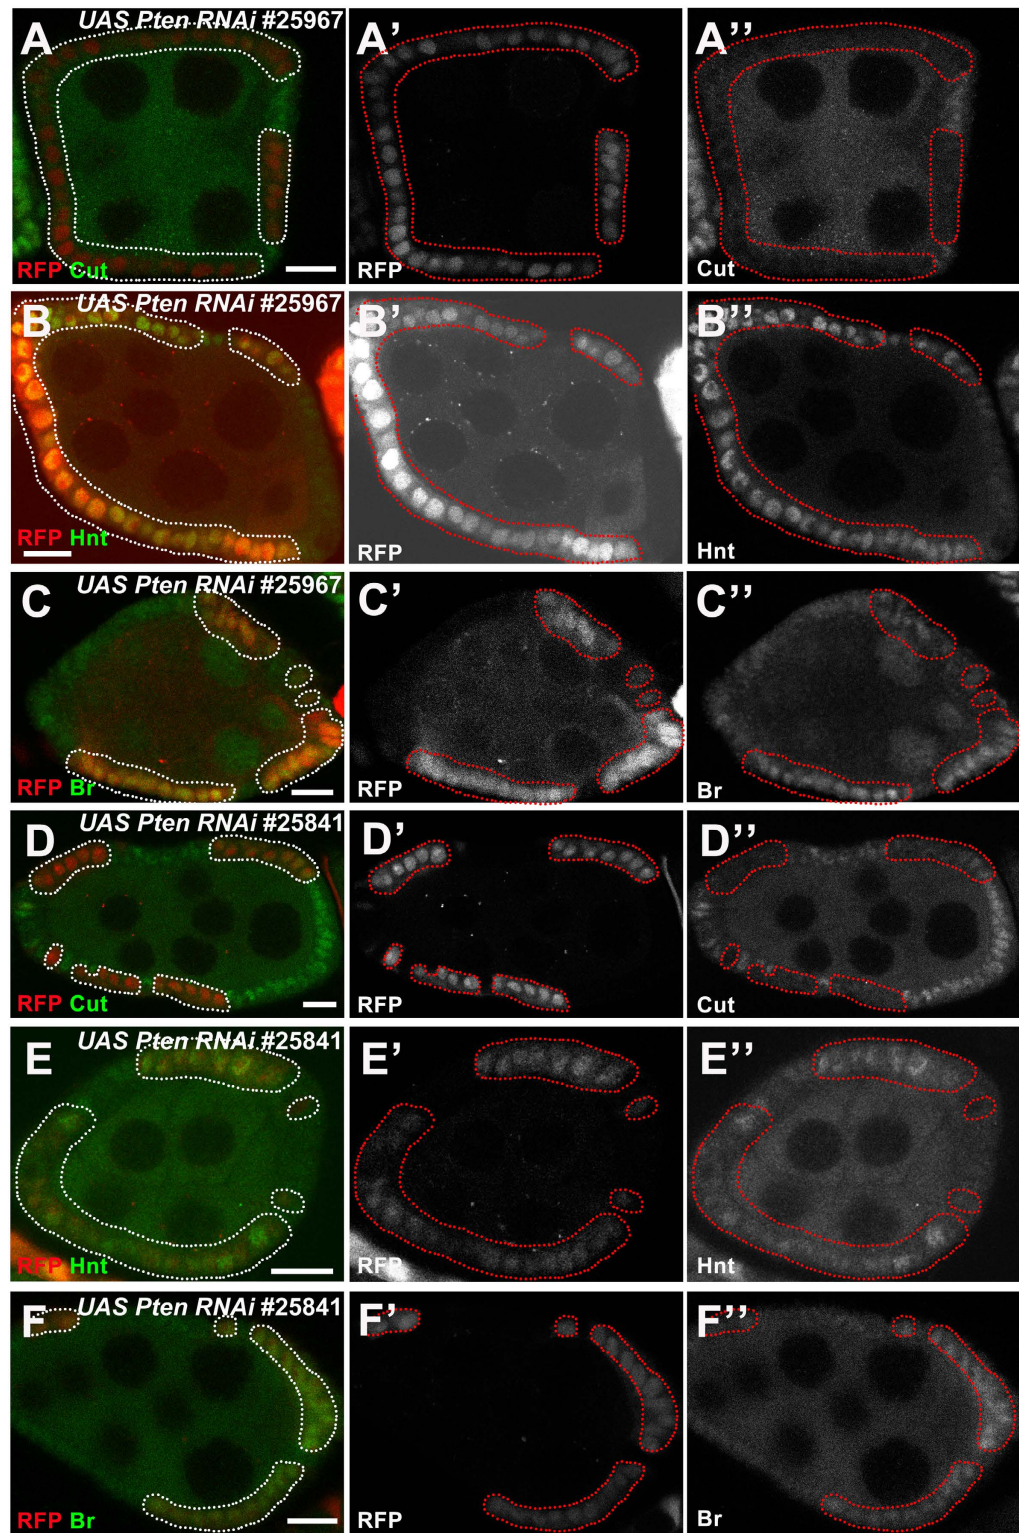 A UAS Pten RNAi #25967
RFP Cut
A'
RFP
A''
Cut
B UAS Pten RNAi #25967
RFP Hnt
B'
RFP
B''
Hnt
C UAS Pten RNAi #25967
RFP Br
C'
RFP
C''
Br
D UAS Pten RNAi #25841
RFP Cut
D'
RFP
D''
Cut
E UAS Pten RNAi #25841
RFP Hnt
E'
RFP
E''
Hnt
F UAS Pten RNAi #25841
RFP Br
F'
RFP
F''
Br